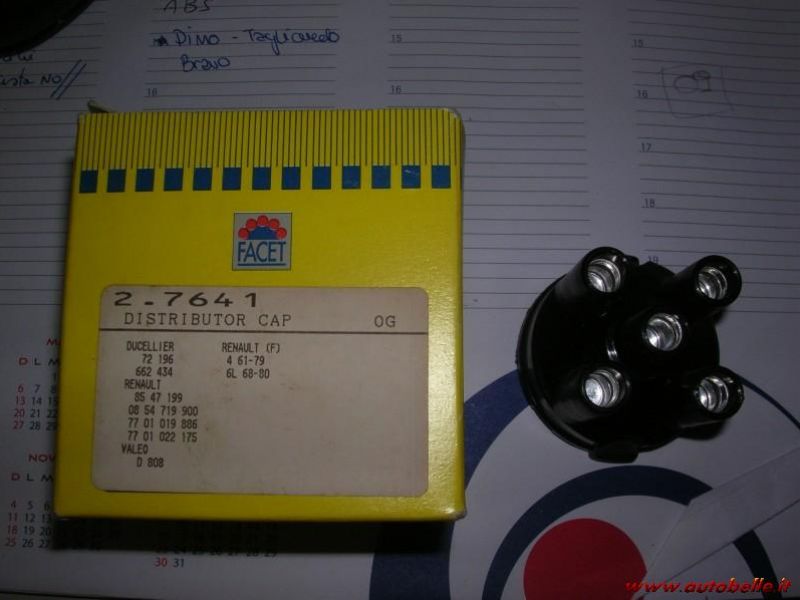 ABS
Dino - Tagliando
Bravo
15
15
16
16
09
17
18
19
FACET
2-7641
DISTRIBUTOR CAP OG
DUCELLIER RENAULT (F)
72 196 4 61-79
662 434 6L 68-80
RENAULT
85 47 199
08 54 719 900
77 01 019 886
77 01 022 175
VALEO
D 808
D L M
6 7 8
13 14 15
20 21 22
27 28 29
NOV
D L M
4 5 6
11 12 13
18 19 20
25 26 27
30 31
www.autobelle.it